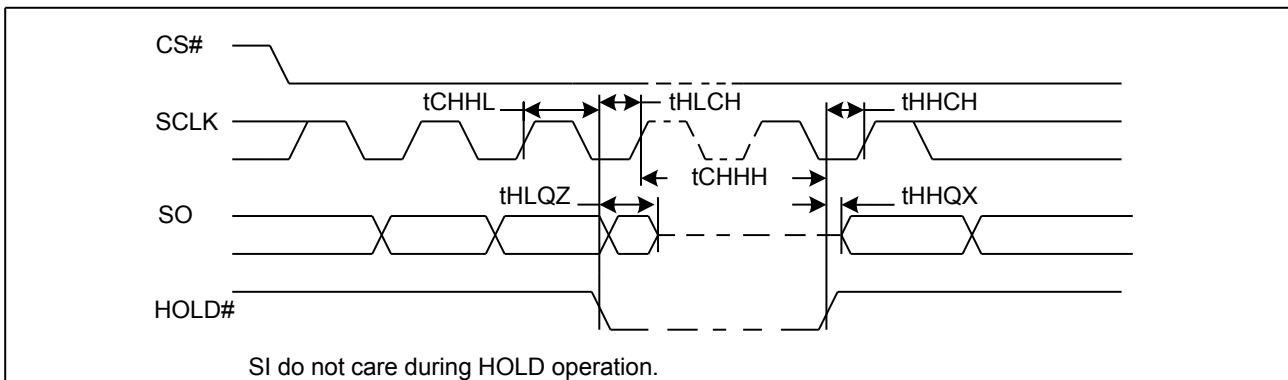 CS#
tCHHL
tHLCH
tHHCH
SCLK
tCHHH
tHLQZ
tHHQX
SO
HOLD#
SI do not care during HOLD operation.